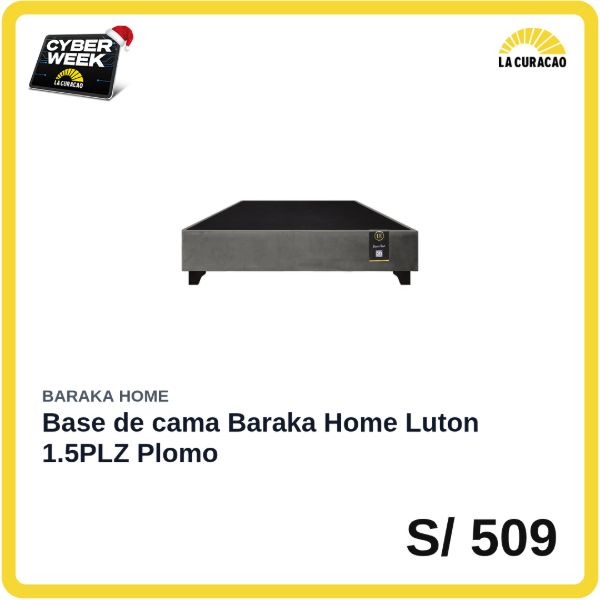 CYBER
WEEK
LA CURACAO
LA CURACAO
BARAKA HOME
Base de cama Baraka Home Luton
1.5PLZ Plomo
S/ 509